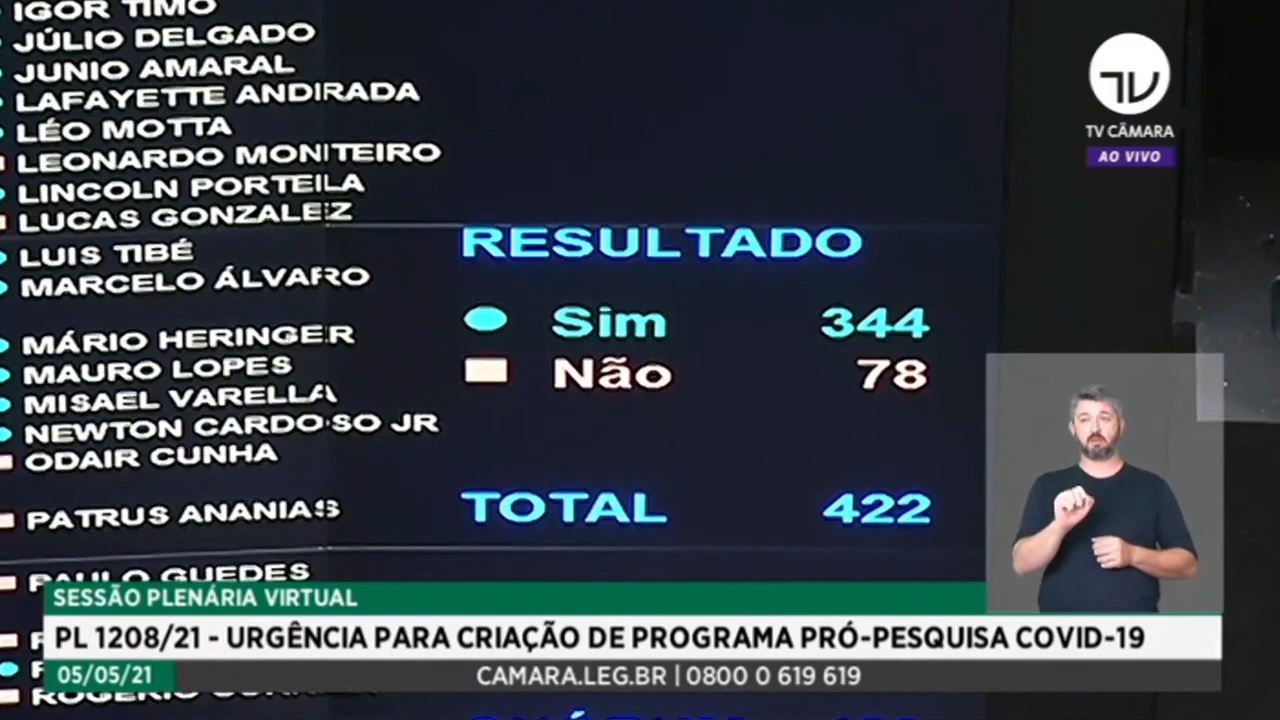 IGOR TIMO
JÚLIO DELGADO
JUNIO AMARAL
LAFAYETTE ANDRADA
LÉO MOTTA
LEONARDO MONTEIRO
LINCOLN PORTELA
LUCAS GONZALEZ
LUIS TIBÉ
MARCELO ÁLVARO
MÁRIO HERINGER
MAURO LOPES
MISAEL VARELLA
NEWTON CARDOSO JR
ODAIR CUNHA
PATRUS ANANIAS
PAULO GUEDES
RESULTADO
Sim 344
Não 78
TOTAL 422
TV CÂMARA
AO VIVO
SESSÃO PLENÁRIA VIRTUAL
PL 1208/21 - URGÊNCIA PARA CRIAÇÃO DE PROGRAMA PRÓ-PESQUISA COVID-19
05/05/21
CAMARA.LEG.BR | 0800 0 619 619